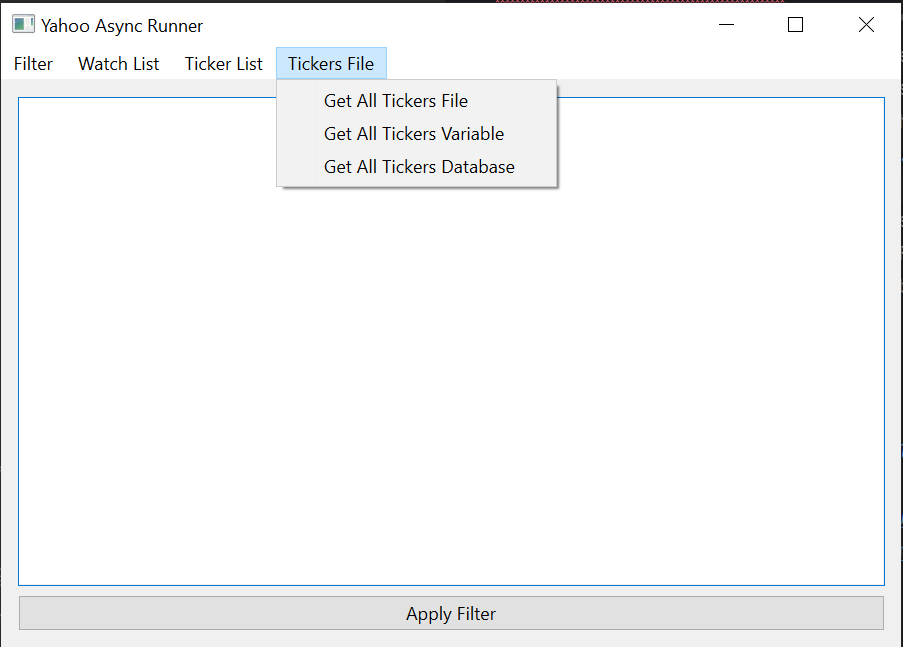 Yahoo Async Runner
Filter Watch List Ticker List Tickers File
Get All Tickers File
Get All Tickers Variable
Get All Tickers Database
Apply Filter